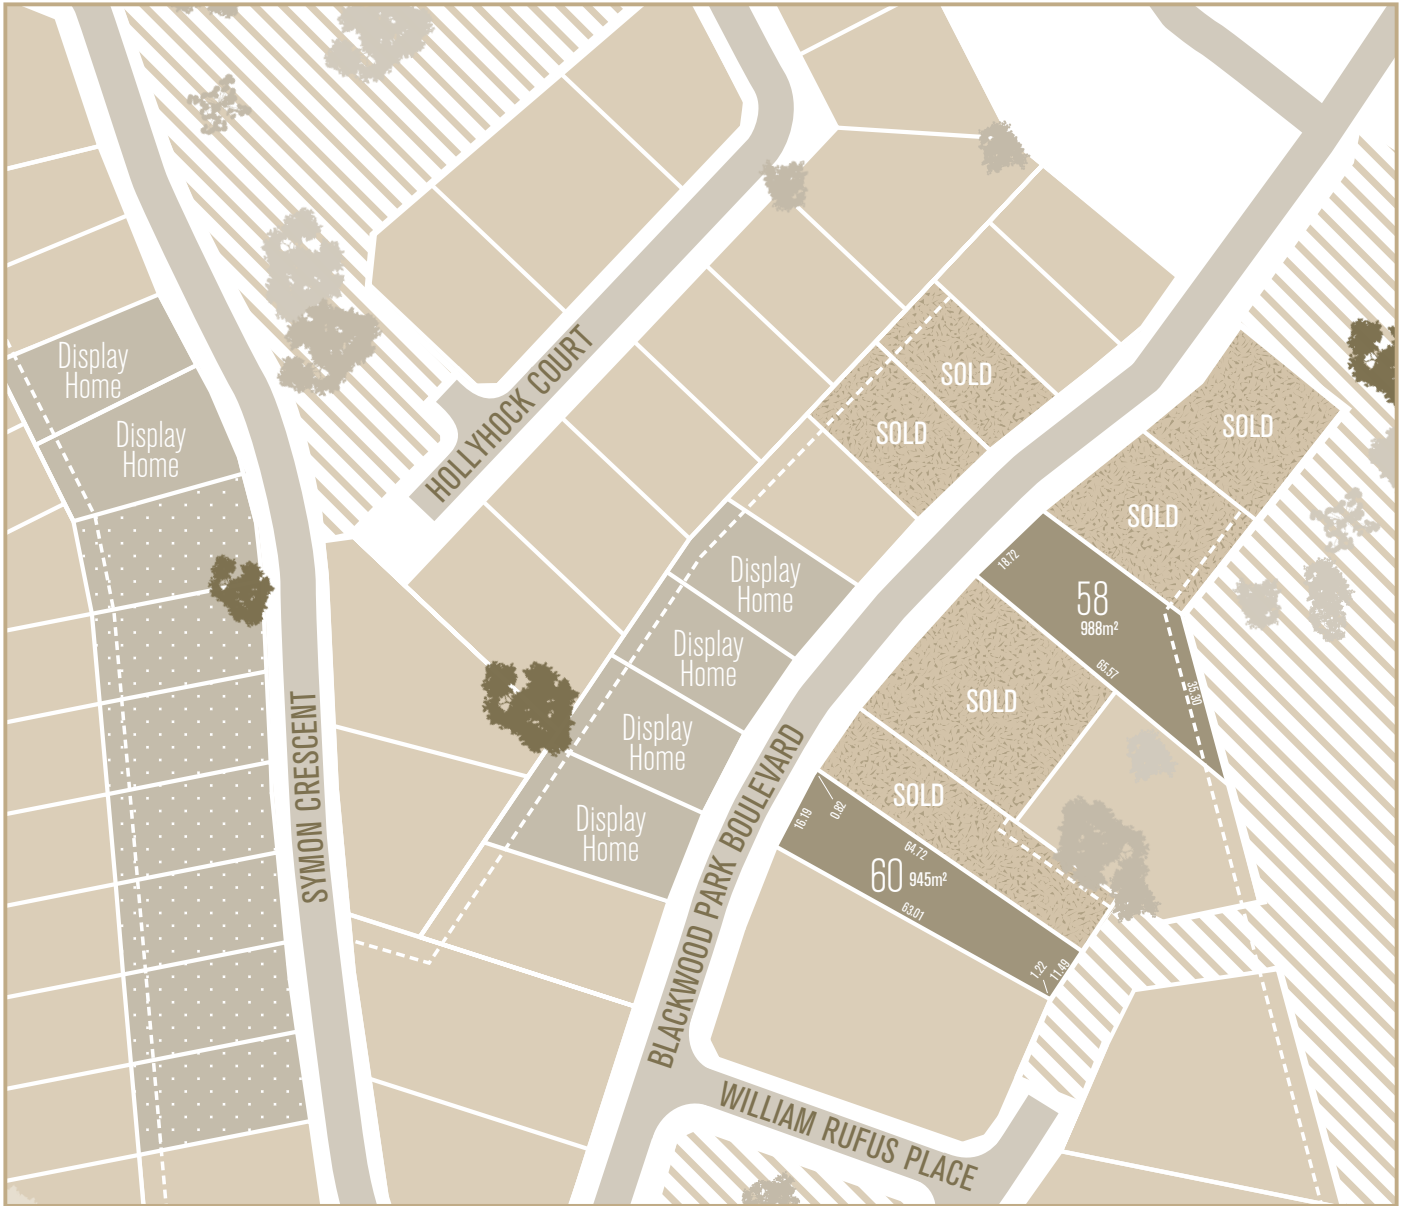 Display
Home
Display
Home
HOLLYHOCK COURT
SOLD
SOLD
SOLD
SOLD
18.72
58
988m²
65.57
35.30
Display
Home
Display
Home
Display
Home
Display
Home
SOLD
SOLD
16.19
0.82
64.72
60 945m²
63.01
1.22
11.49
SYMON CRESCENT
BLACKWOOD PARK BOULEVARD
WILLIAM RUFUS PLACE